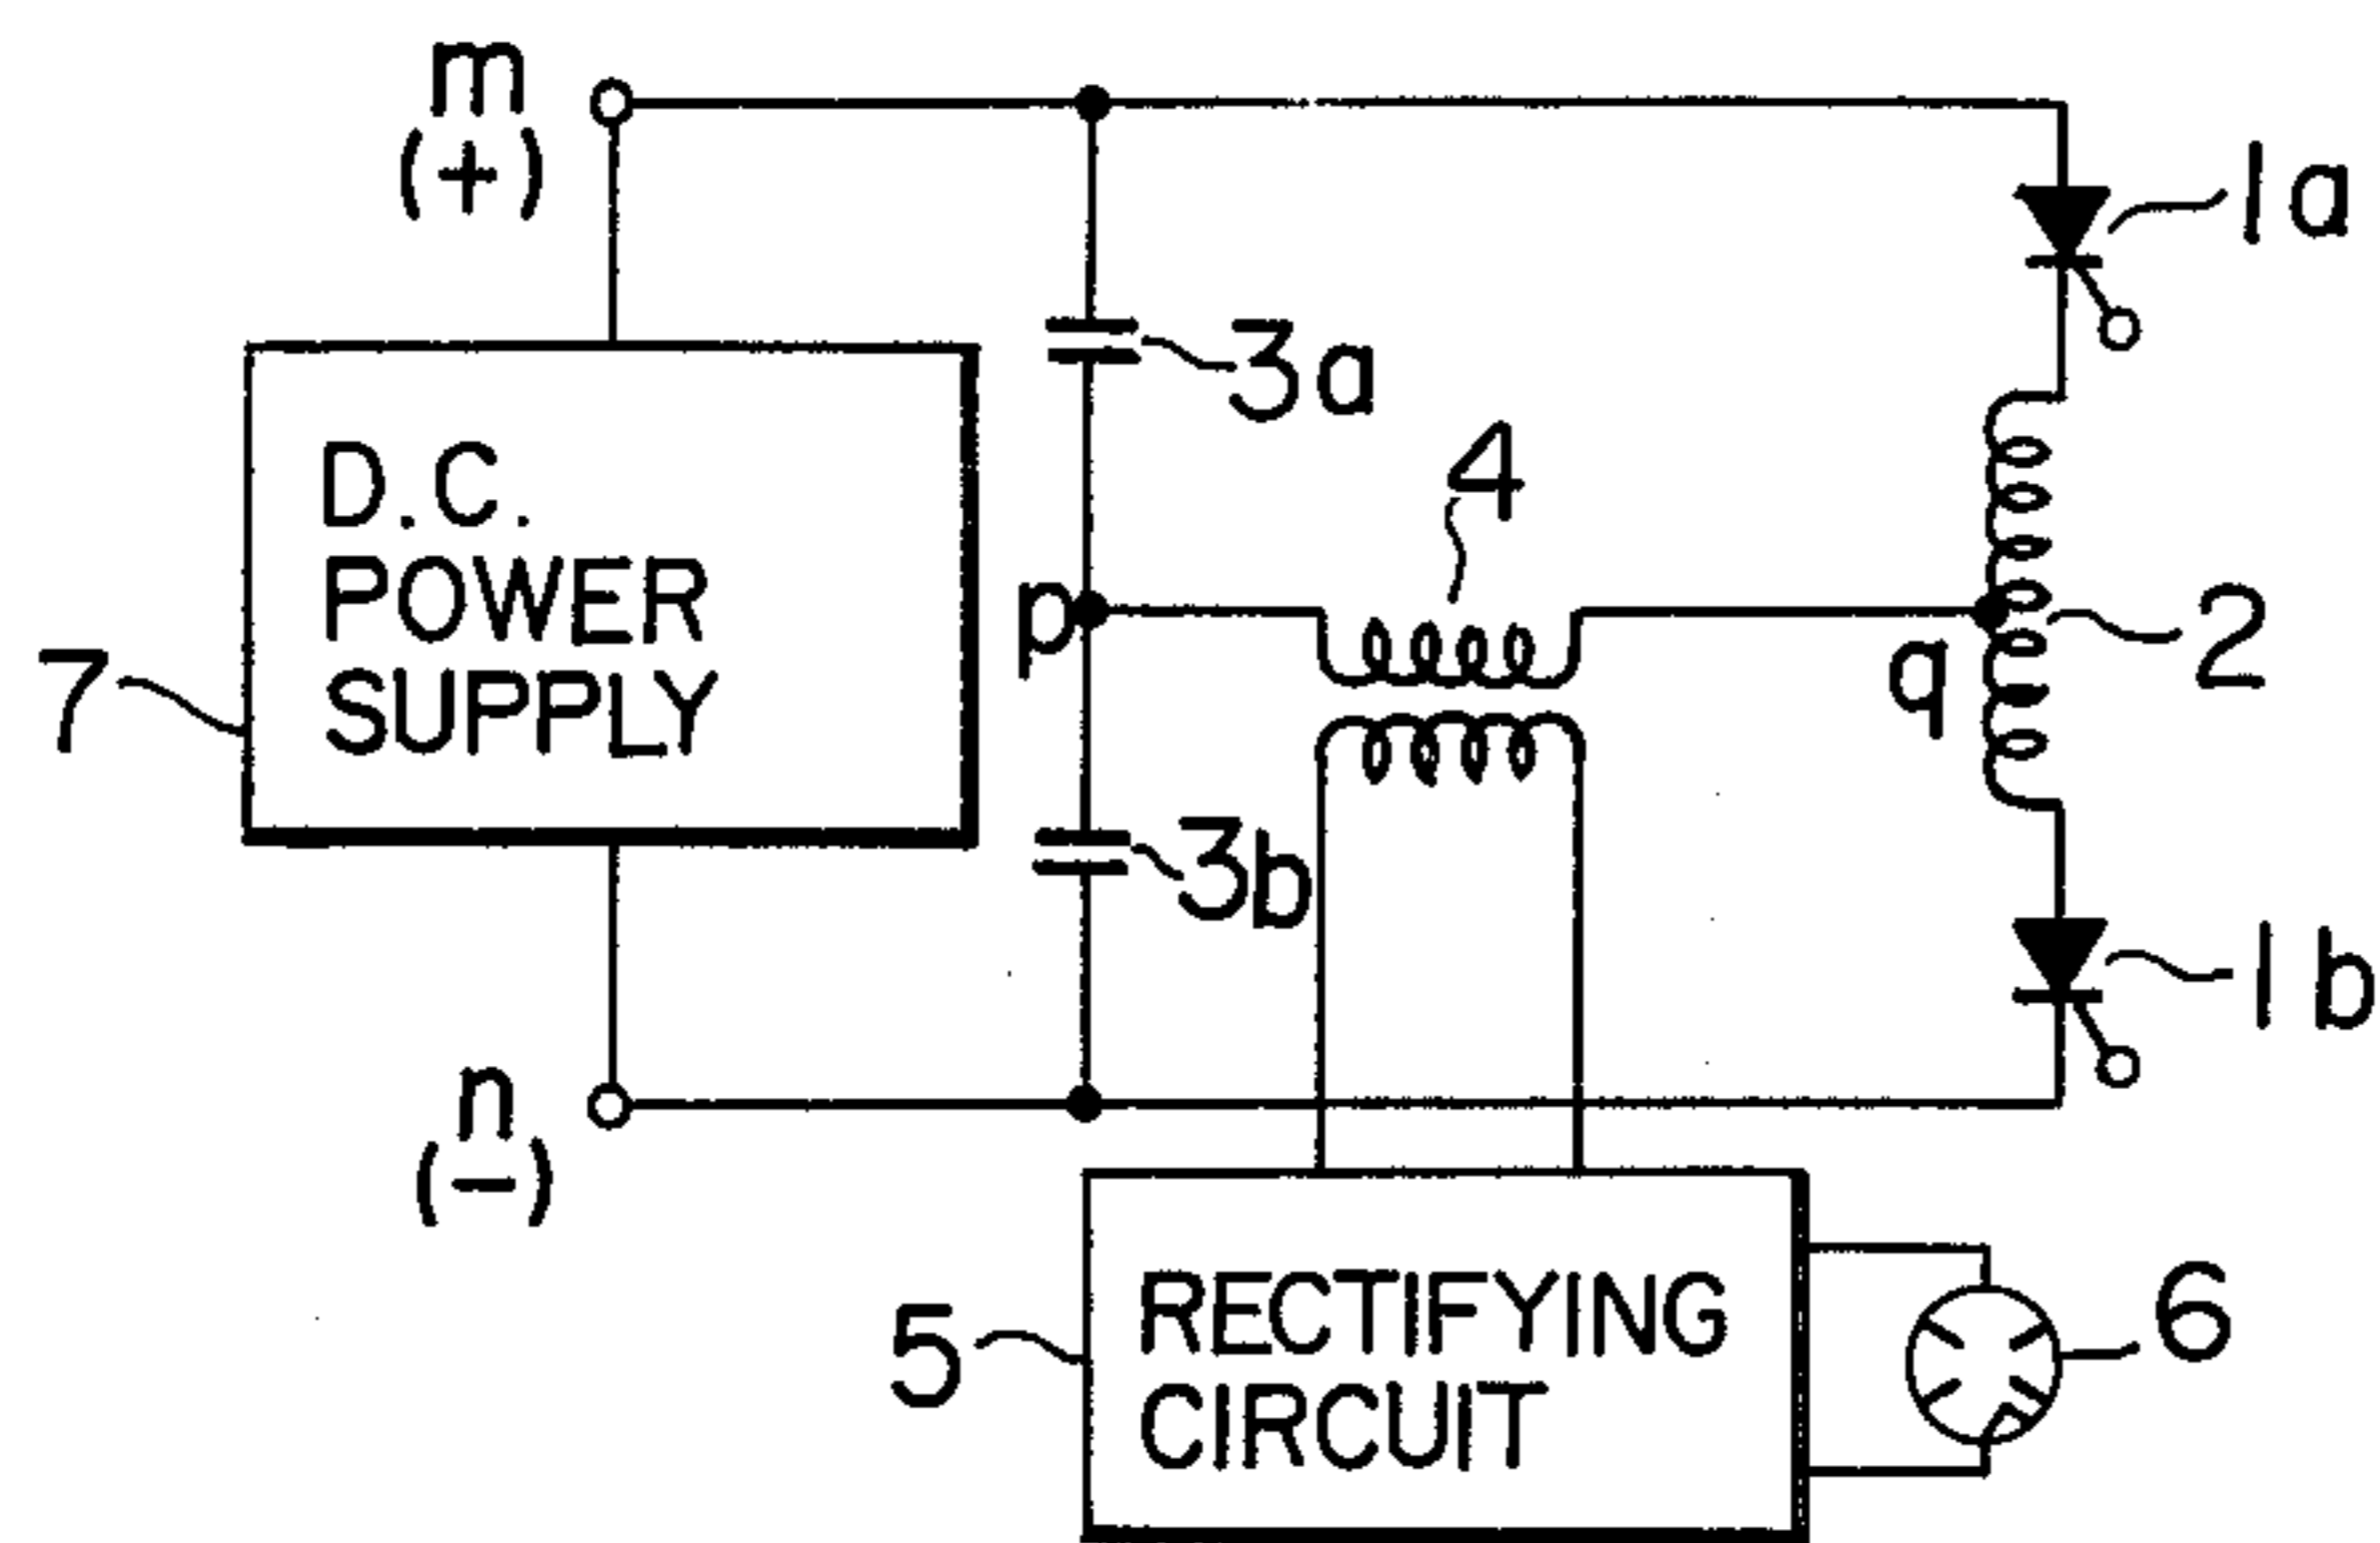 m
(+)
1a
3a
4
D.C.
POWER
SUPPLY
p
2
q
7
3b
1b
n
(-)
RECTIFYING
CIRCUIT
5
6